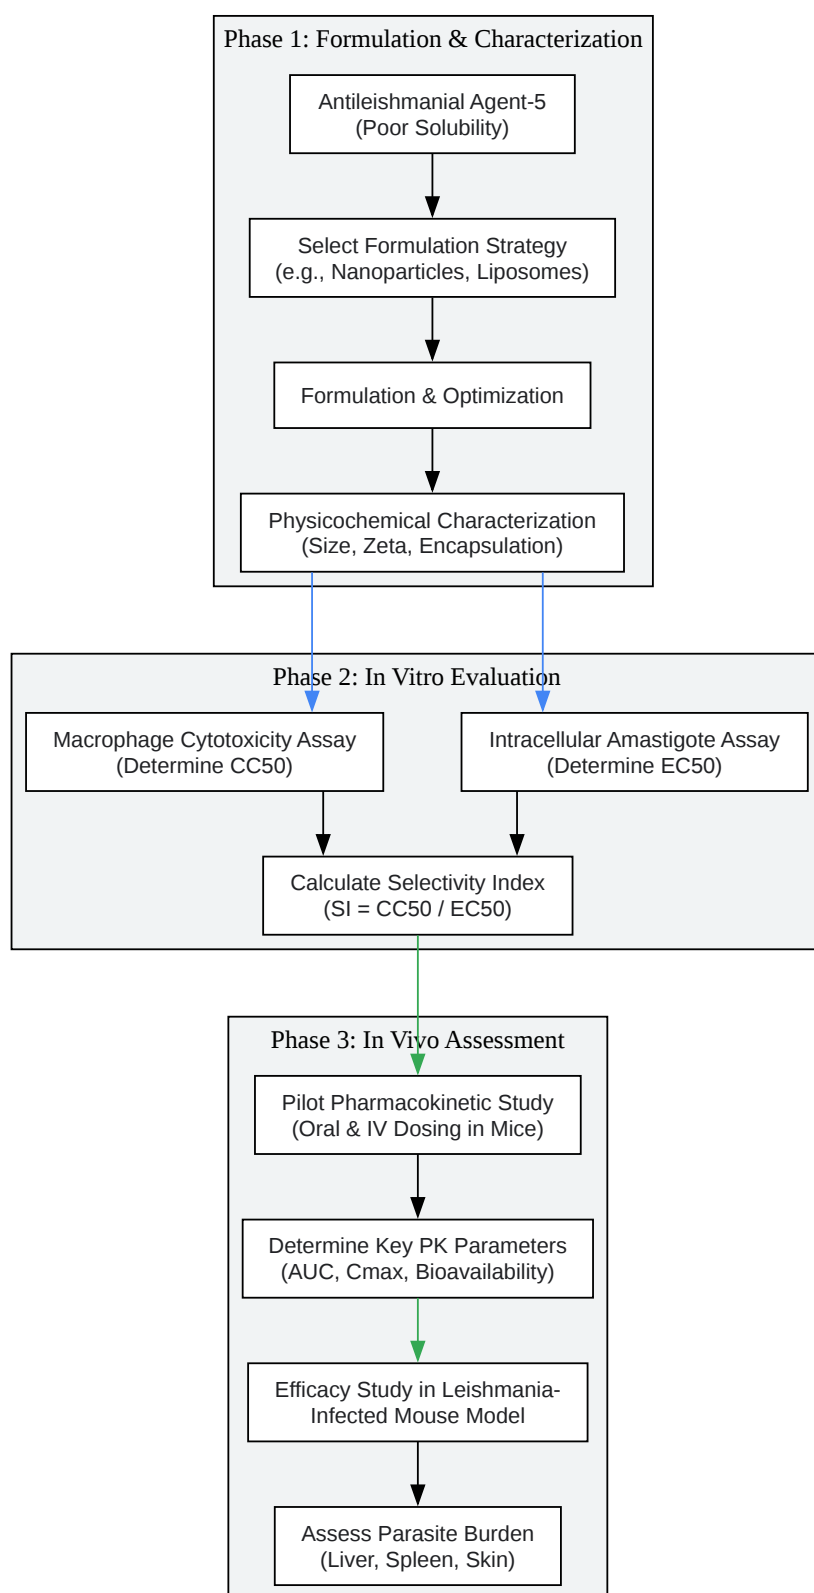 Phase 1: Formulation & Characterization
Antileishmanial Agent-5
(Poor Solubility)
Select Formulation Strategy
(e.g., Nanoparticles, Liposomes)
Formulation & Optimization
Physicochemical Characterization
(Size, Zeta, Encapsulation)
Phase 2: In Vitro Evaluation
Macrophage Cytotoxicity Assay
(Determine CC50)
Intracellular Amastigote Assay
(Determine EC50)
Calculate Selectivity Index
(SI = CC50 / EC50)
Phase 3: In Vivo Assessment
Pilot Pharmacokinetic Study
(Oral & IV Dosing in Mice)
Determine Key PK Parameters
(AUC, Cmax, Bioavailability)
Efficacy Study in Leishmania-
Infected Mouse Model
Assess Parasite Burden
(Liver, Spleen, Skin)